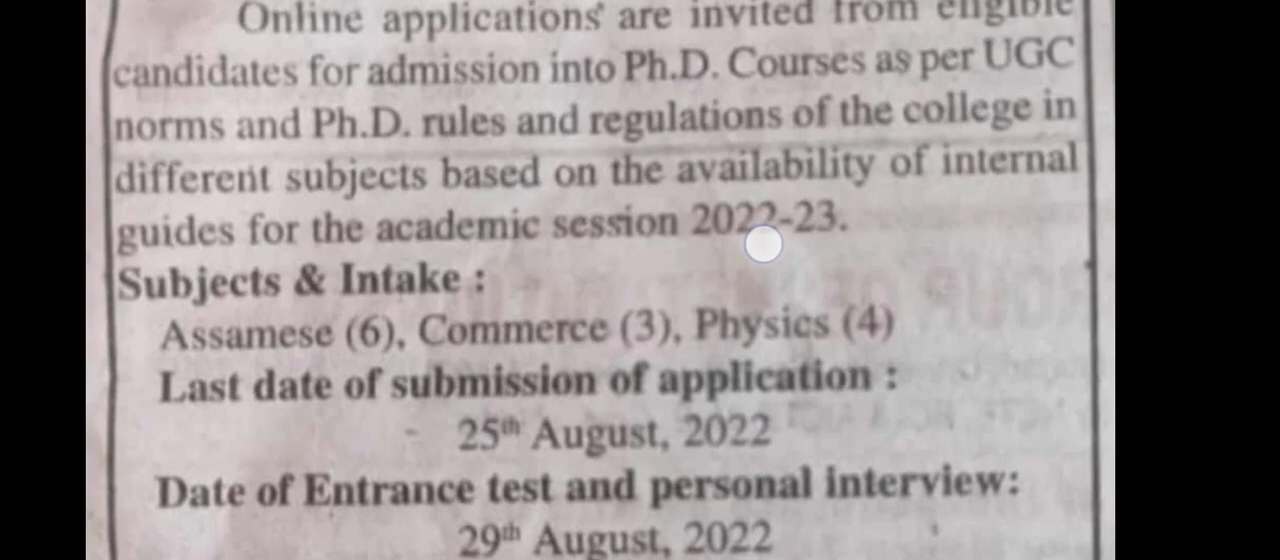 Online applications are invited from eligible
candidates for admission into Ph.D. Courses as per UGC
norms and Ph.D. rules and regulations of the college in
different subjects based on the availability of internal
guides for the academic session 2022-23.
Subjects & Intake :
Assamese (6), Commerce (3), Physics (4)
Last date of submission of application :
25th August, 2022
Date of Entrance test and personal interview:
29th August, 2022